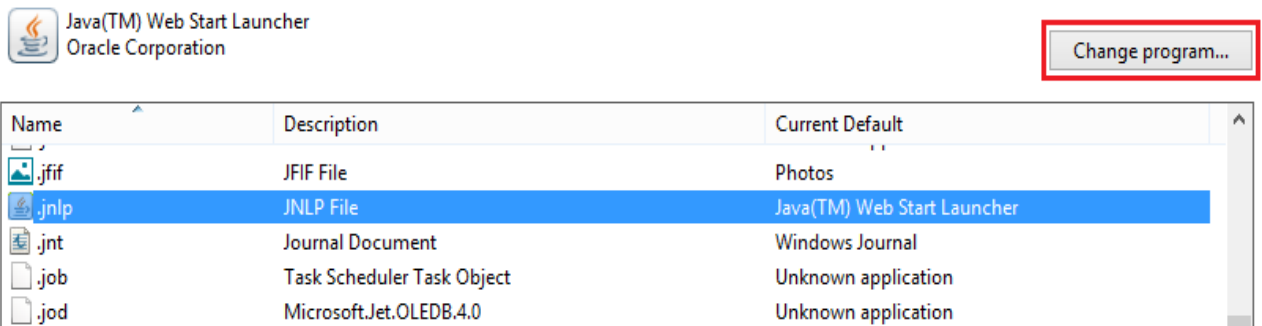 Java(TM) Web Start Launcher
Oracle Corporation
Change program...
Name Description Current Default
.jfif JFIF File Photos
.jnlp JNLP File Java(TM) Web Start Launcher
.jnt Journal Document Windows Journal
.job Task Scheduler Task Object Unknown application
.jod Microsoft.Jet.OLEDB.4.0 Unknown application